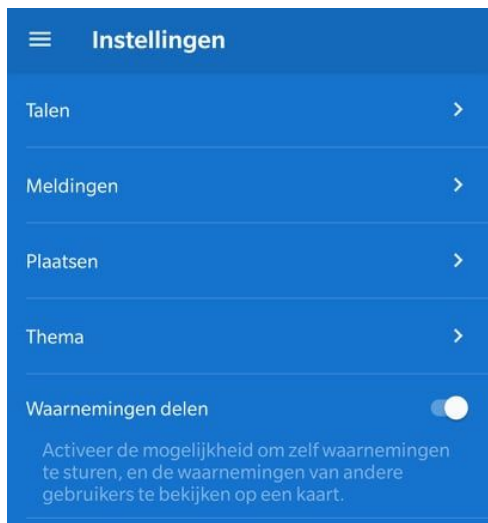 Instellingen
Talen
Meldingen
Plaatsen
Thema
Waarnemingen delen
Activeer de mogelijkheid om zelf waarnemingen
te sturen, en de waarnemingen van andere
gebruikers te bekijken op een kaart.